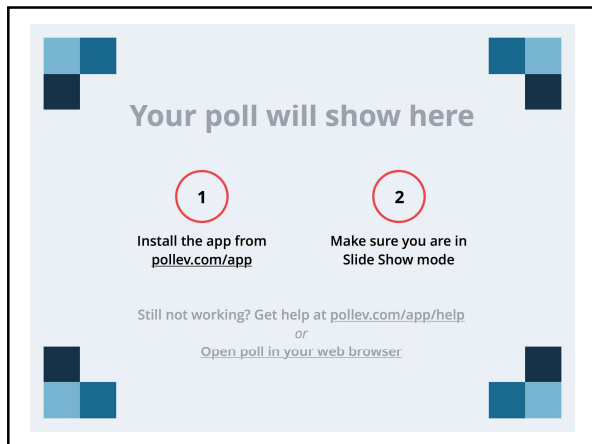 Your poll will show here
1
2
Install the app from
pollev.com/app
Make sure you are in
Slide Show mode
Still not working? Get help at pollev.com/app/help
or
Open poll in your web browser